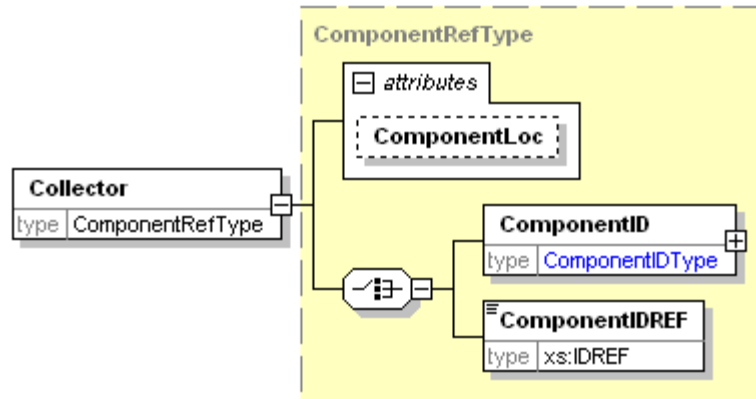 ComponentRefType
attributes
ComponentLoc
Collector
type ComponentRefType
ComponentID
type ComponentIDType
ComponentIDREF
type xs:IDREF